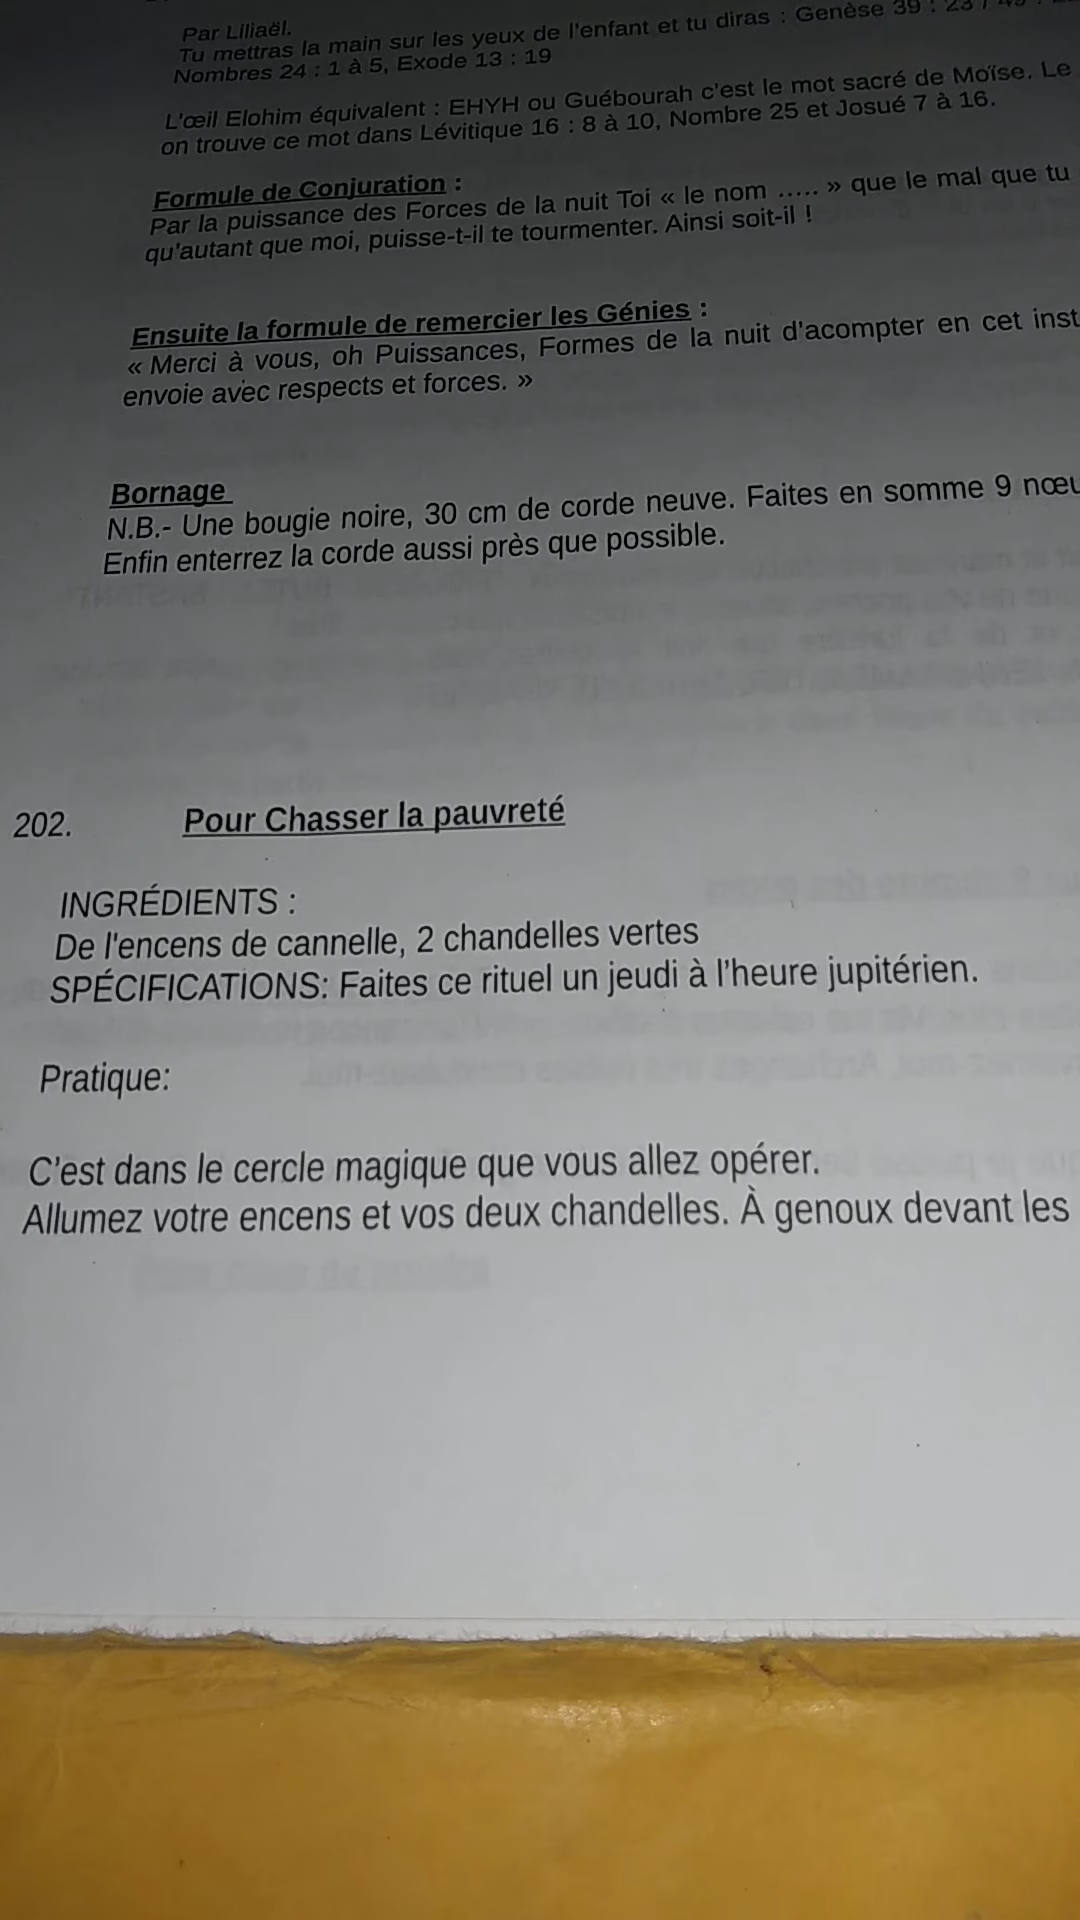 Par Liliaël.
Tu mettras la main sur les yeux de l'enfant et tu diras : Genèse 39 : 23 /
Nombres 24 : 1 à 5, Exode 13 : 19
L'œil Elohim équivalent : EHYH ou Guébourah c'est le mot sacré de Moïse. Le
on trouve ce mot dans Lévitique 16 : 8 à 10, Nombre 25 et Josué 7 à 16.
Formule de Conjuration :
Par la puissance des Forces de la nuit Toi « le nom ..... » que le mal que tu
qu'autant que moi, puisse-t-il te tourmenter. Ainsi soit-il !
Ensuite la formule de remercier les Génies :
« Merci à vous, oh Puissances, Formes de la nuit d'acompter en cet inst
envoie avec respects et forces. »
Bornage
N.B.- Une bougie noire, 30 cm de corde neuve. Faites en somme 9 nœu
Enfin enterrez la corde aussi près que possible.
202. Pour Chasser la pauvreté
INGRÉDIENTS :
De l'encens de cannelle, 2 chandelles vertes
SPÉCIFICATIONS: Faites ce rituel un jeudi à l'heure jupitérien.
Pratique:
C'est dans le cercle magique que vous allez opérer.
Allumez votre encens et vos deux chandelles. À genoux devant les